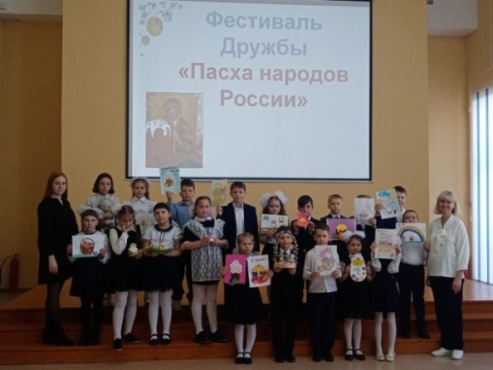 Фестиваль
Дружбы
«Пасха народов
России»